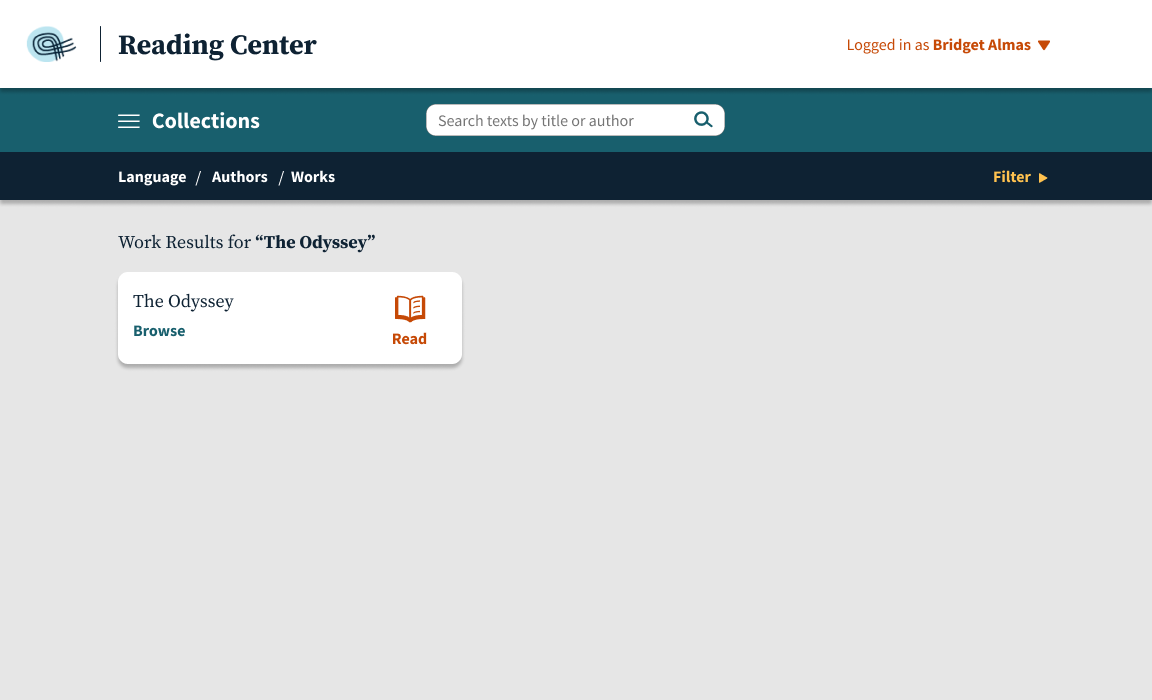 Reading Center
Logged in as Bridget Almas
Collections
Search texts by title or author
Language / Authors / Works
Filter
Work Results for “The Odyssey”
The Odyssey
Browse
Read